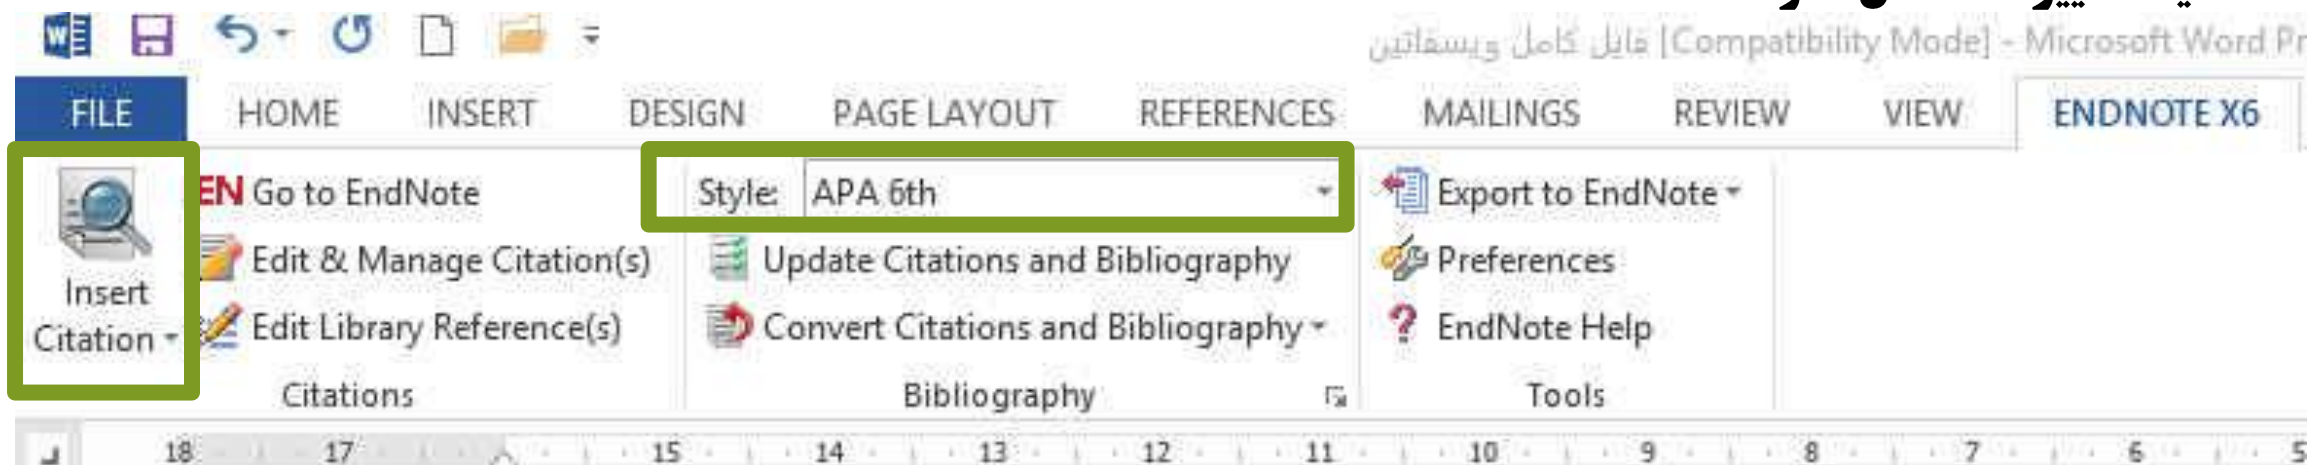 فایل کامل ویسفاتین [Compatibility Mode] - Microsoft Word Pr
FILE HOME INSERT DESIGN PAGE LAYOUT REFERENCES MAILINGS REVIEW VIEW ENDNOTE X6
Insert Citation
EN Go to EndNote
Edit & Manage Citation(s)
Edit Library Reference(s)
Citations
Style: APA 6th
Update Citations and Bibliography
Convert Citations and Bibliography
Bibliography
Export to EndNote
Preferences
? EndNote Help
Tools
18 17 15 14 13 12 11 10 9 8 7 6 5